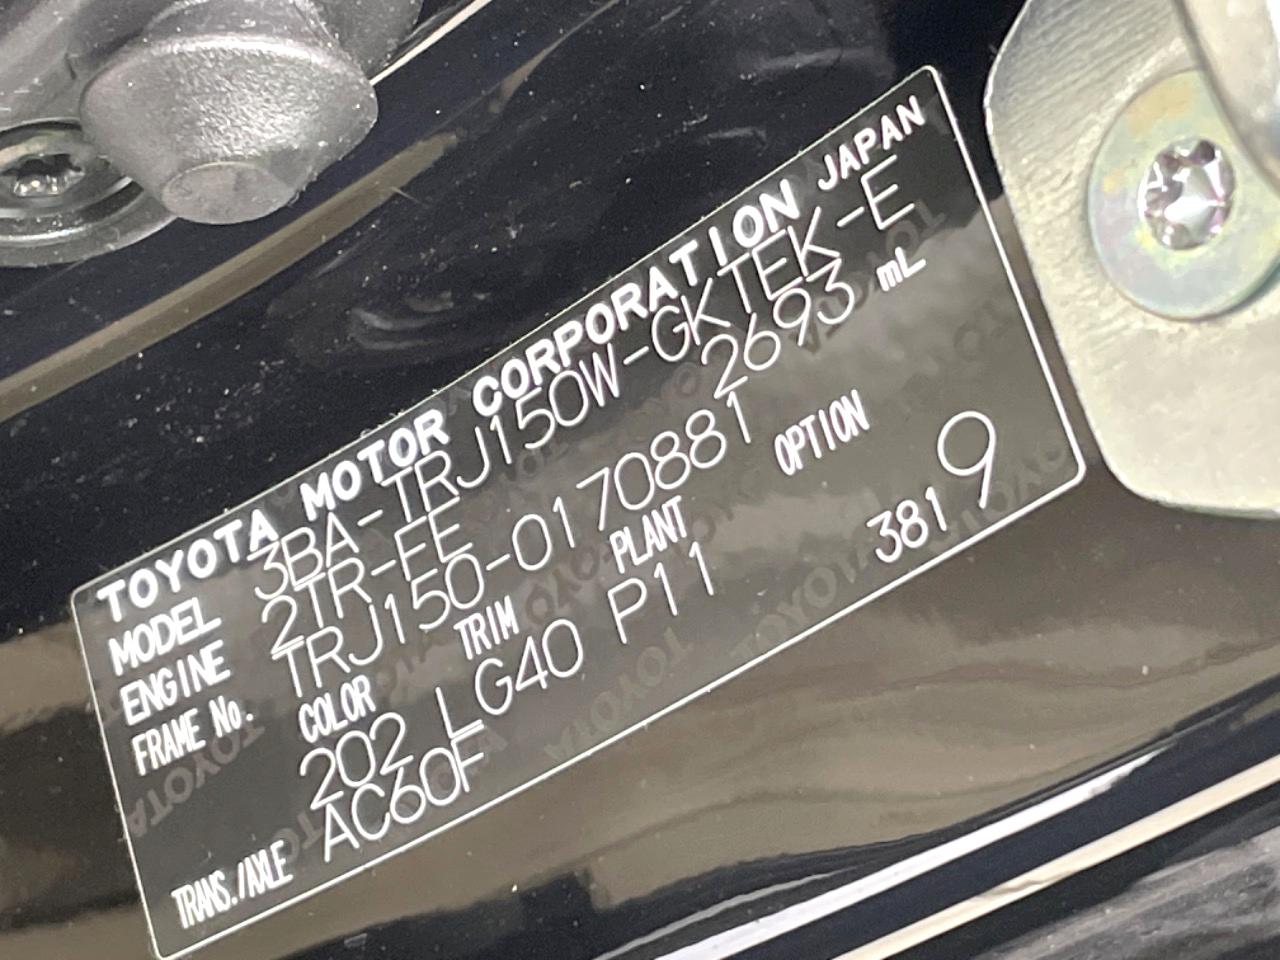 TOYOTA MOTOR CORPORATION JAPAN
MODEL 3BA-TRJ150W-GKTEK-E
ENGINE 2TR-FE 2693 mL
FRAME No. TRJ150-0170881
COLOR TRIM PLANT OPTION
202 LG40 P11
TRANS./AXLE AC60F 381 9